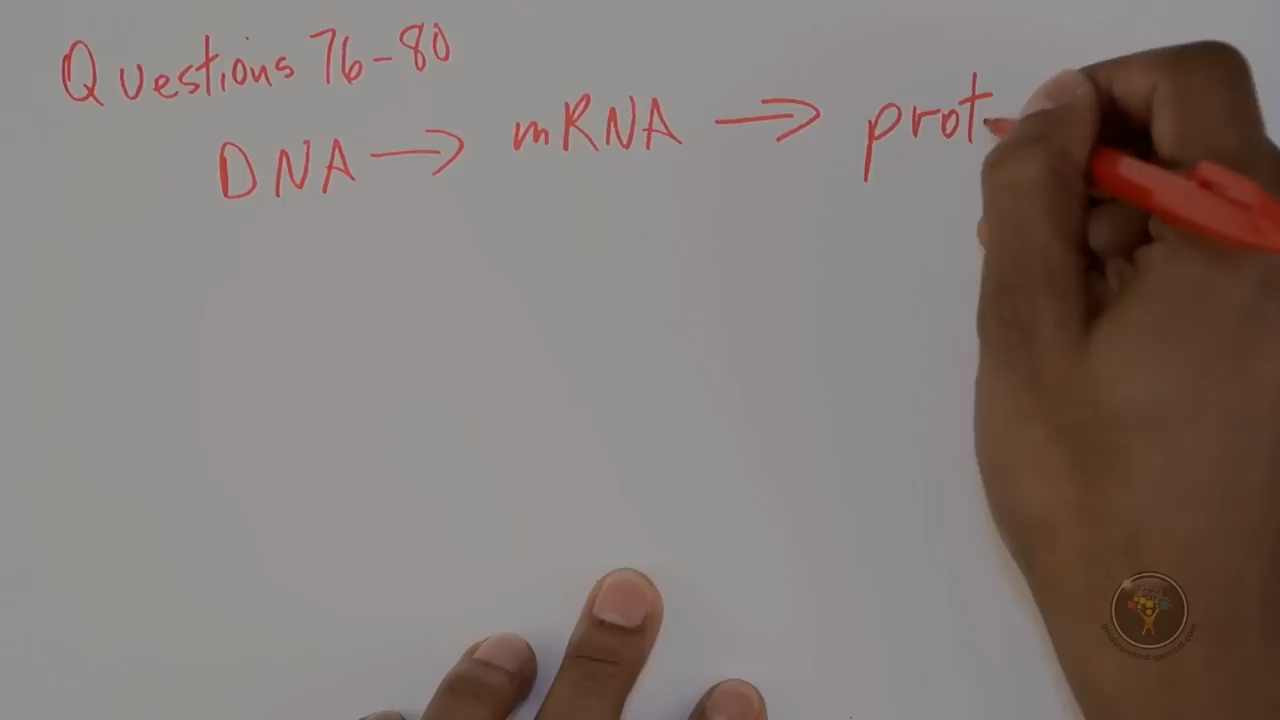 Questions 76-80
DNA → mRNA → prot